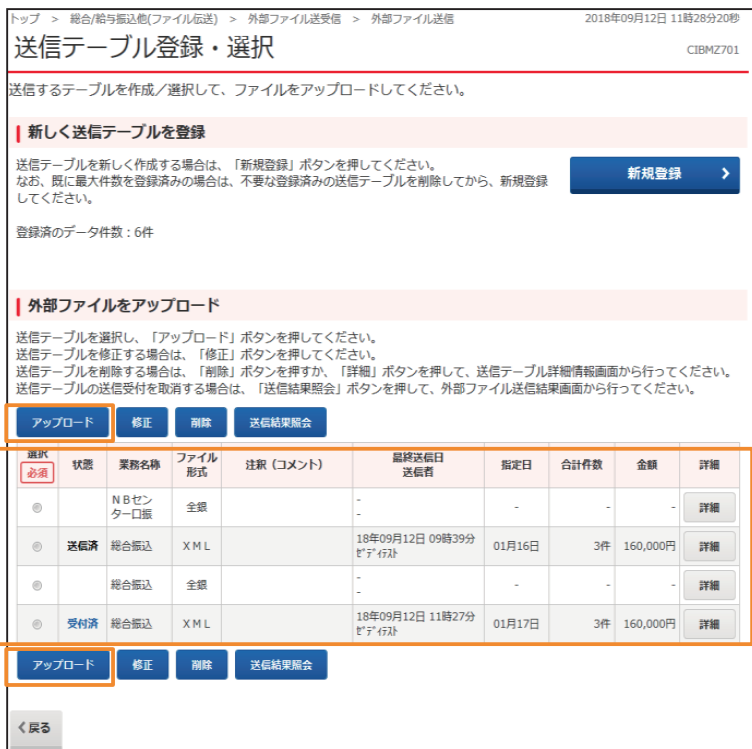 トップ > 総合/給与振込他(ファイル伝送) > 外部ファイル送受信 > 外部ファイル送信
2018年09月12日 11時28分20秒
送信テーブル登録・選択
CIBMZ701
送信するテーブルを作成／選択して、ファイルをアップロードしてください。
新しく送信テーブルを登録
送信テーブルを新しく作成する場合は、「新規登録」ボタンを押してください。
なお、既に最大件数を登録済みの場合は、不要な登録済みの送信テーブルを削除してから、新規登録
してください。
新規登録
登録済のデータ件数：6件
外部ファイルをアップロード
送信テーブルを選択し、「アップロード」ボタンを押してください。
送信テーブルを修正する場合は、「修正」ボタンを押してください。
送信テーブルを削除する場合は、「削除」ボタンを押すか、「詳細」ボタンを押して、送信テーブル詳細情報画面から行ってください。
送信テーブルの送信受付を取消する場合は、「送信結果照会」ボタンを押して、外部ファイル送信結果画面から行ってください。
アップロード 修正 削除 送信結果照会
選択 必須 状態 業務名称 ファイル形式 注釈（コメント） 最終送信日 送信者 指定日 合計件数 金額 詳細
ＮＢセンター口振 全銀 - - - - - 詳細
送信済 総合振込 ＸＭＬ 18年09月12日 09時39分 ｾﾞﾃﾞｨﾃｽﾄ 01月16日 3件 160,000円 詳細
総合振込 全銀 - - - - - 詳細
受付済 総合振込 ＸＭＬ 18年09月12日 11時27分 ｾﾞﾃﾞｨﾃｽﾄ 01月17日 3件 160,000円 詳細
アップロード 修正 削除 送信結果照会
戻る